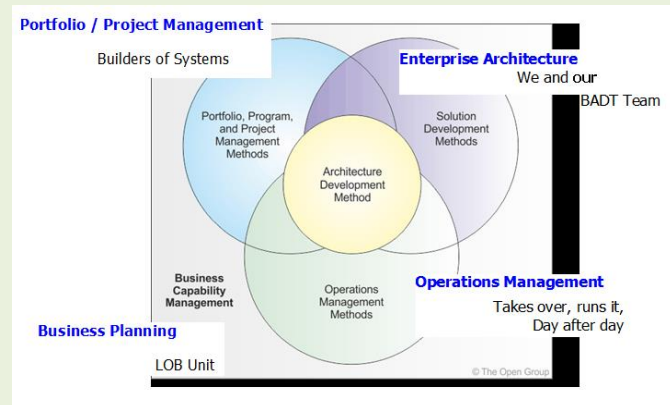 Portfolio / Project Management
Builders of Systems
Enterprise Architecture
We and our
BADT Team
Portfolio, Program,
and Project
Management
Methods
Solution
Development
Methods
Architecture
Development
Method
Business
Capability
Management
Operations
Management
Methods
Operations Management
Takes over, runs it,
Day after day
Business Planning
LOB Unit
© The Open Group